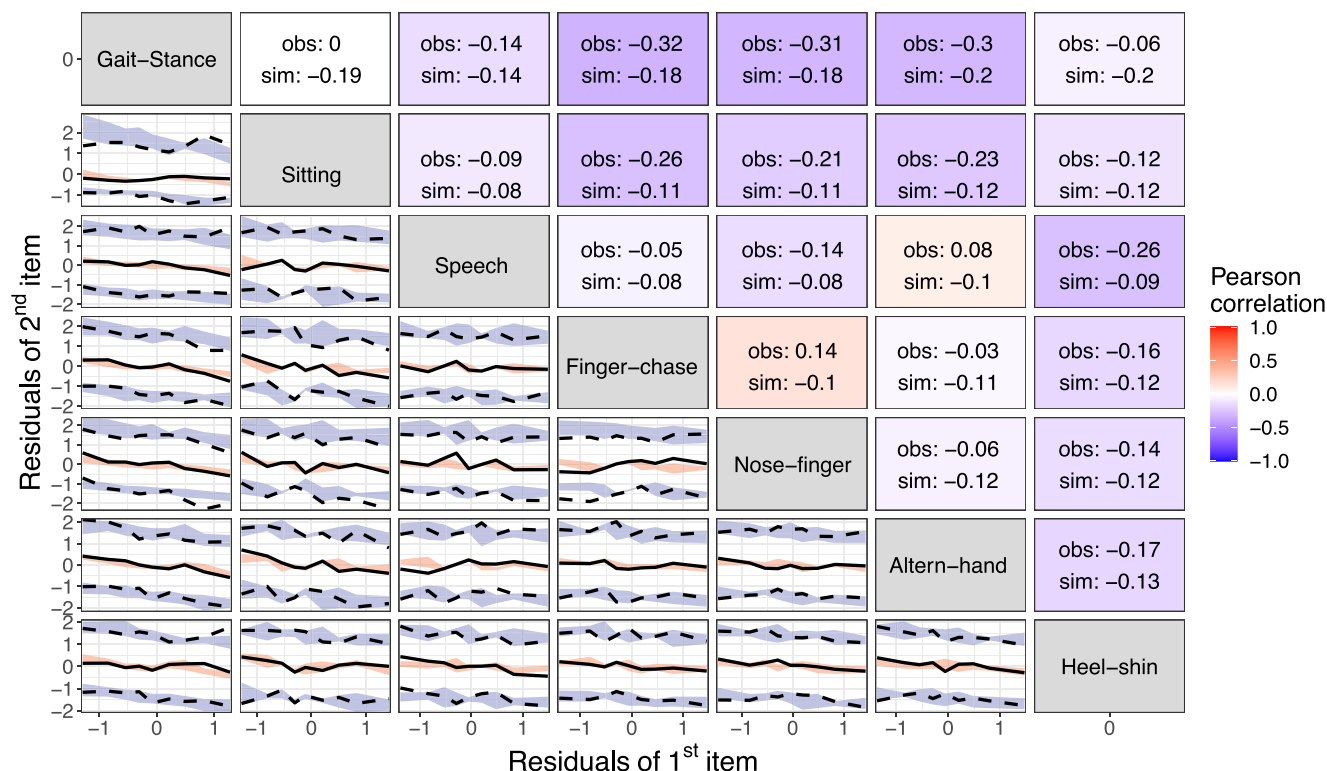 0
Gait−Stance
obs: 0
sim: −0.19
obs: −0.14
sim: −0.14
obs: −0.32
sim: −0.18
obs: −0.31
sim: −0.18
obs: −0.3
sim: −0.2
obs: −0.06
sim: −0.2
2
1
0
−1
Sitting
obs: −0.09
sim: −0.08
obs: −0.26
sim: −0.11
obs: −0.21
sim: −0.11
obs: −0.23
sim: −0.12
obs: −0.12
sim: −0.12
2
1
0
−1
−2
Speech
obs: −0.05
sim: −0.08
obs: −0.14
sim: −0.08
obs: 0.08
sim: −0.1
obs: −0.26
sim: −0.09
2
1
0
−1
−2
Finger−chase
obs: 0.14
sim: −0.1
obs: −0.03
sim: −0.11
obs: −0.16
sim: −0.12
2
1
0
−1
−2
Nose−finger
obs: −0.06
sim: −0.12
obs: −0.14
sim: −0.12
2
1
0
−1
−2
Altern−hand
obs: −0.17
sim: −0.13
2
1
0
−1
−2
Heel−shin
−1 0 1
−1 0 1
−1 0 1
−1 0 1
−1 0 1
−1 0 1
0
Residuals of 1st item
Residuals of 2nd item
Pearson
correlation
1.0
0.5
0.0
−0.5
−1.0